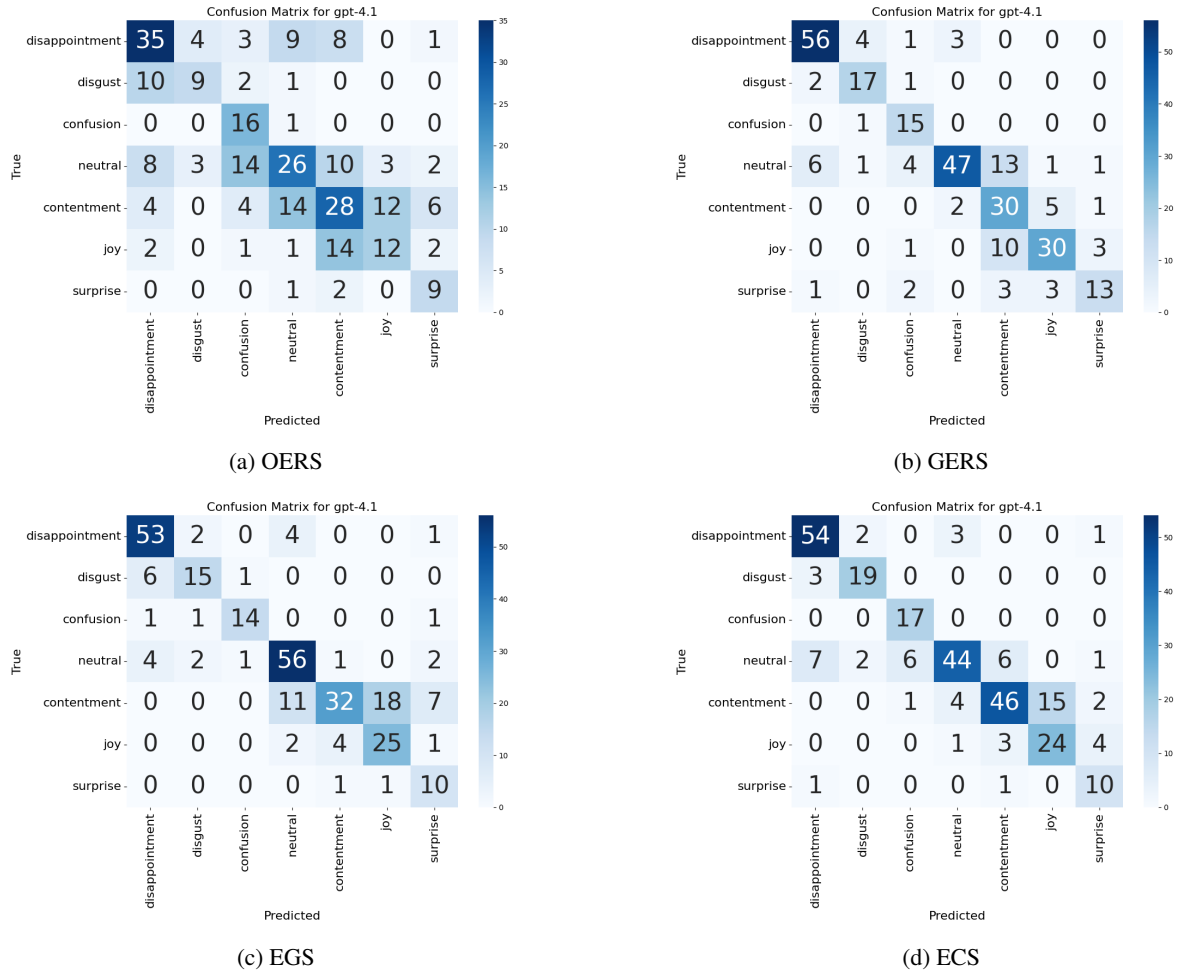 Confusion Matrix for gpt-4.1
disappointment 35 4 3 9 8 0 1
disgust 10 9 2 1 0 0 0
confusion 0 0 16 1 0 0 0
neutral 8 3 14 26 10 3 2
contentment 4 0 4 14 28 12 6
joy 2 0 1 1 14 12 2
surprise 0 0 0 1 2 0 9
True
disappointment disgust confusion neutral contentment joy surprise
Predicted
35 30 25 20 15 10 5 0
(a) OERS
Confusion Matrix for gpt-4.1
disappointment 56 4 1 3 0 0 0
disgust 2 17 1 0 0 0 0
confusion 0 1 15 0 0 0 0
neutral 6 1 4 47 13 1 1
contentment 0 0 0 2 30 5 1
joy 0 0 1 0 10 30 3
surprise 1 0 2 0 3 3 13
True
disappointment disgust confusion neutral contentment joy surprise
Predicted
50 40 30 20 10 0
(b) GERS
Confusion Matrix for gpt-4.1
disappointment 53 2 0 4 0 0 1
disgust 6 15 1 0 0 0 0
confusion 1 1 14 0 0 0 1
neutral 4 2 1 56 1 0 2
contentment 0 0 0 11 32 18 7
joy 0 0 0 2 4 25 1
surprise 0 0 0 0 1 1 10
True
disappointment disgust confusion neutral contentment joy surprise
Predicted
50 40 30 20 10 0
(c) EGS
Confusion Matrix for gpt-4.1
disappointment 54 2 0 3 0 0 1
disgust 3 19 0 0 0 0 0
confusion 0 0 17 0 0 0 0
neutral 7 2 6 44 6 0 1
contentment 0 0 1 4 46 15 2
joy 0 0 0 1 3 24 4
surprise 1 0 0 0 1 0 10
True
disappointment disgust confusion neutral contentment joy surprise
Predicted
50 40 30 20 10 0
(d) ECS